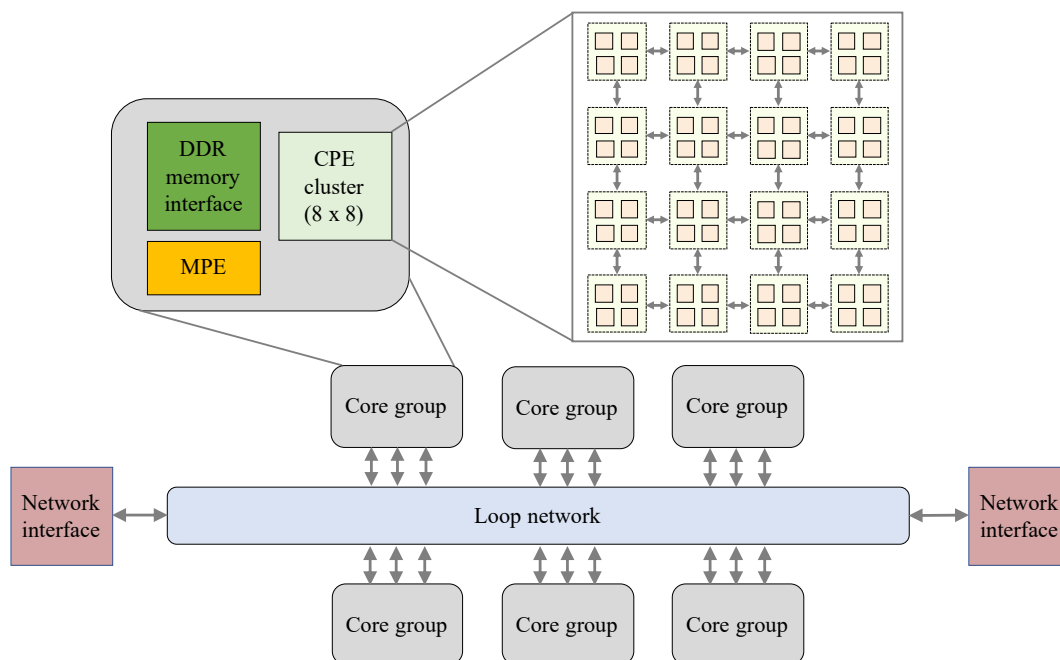 DDR
memory
interface
CPE
cluster
(8 x 8)
MPE
Core group
Core group
Core group
Network
interface
Loop network
Network
interface
Core group
Core group
Core group